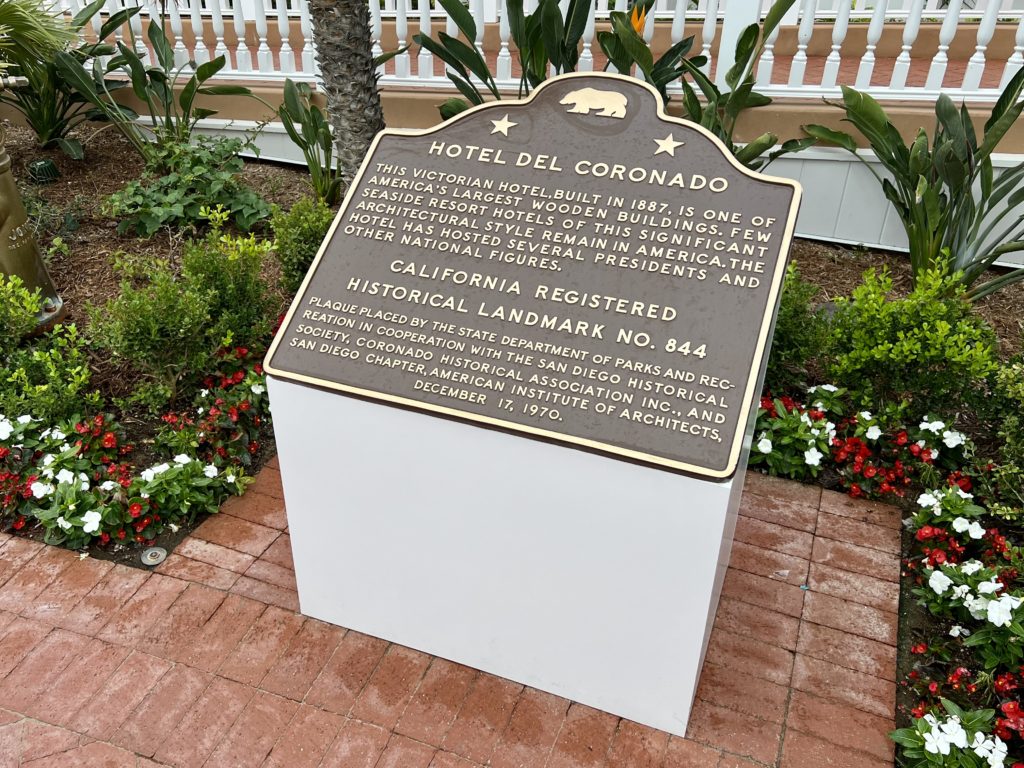 HOTEL DEL CORONADO
THIS VICTORIAN HOTEL, BUILT IN 1887, IS ONE OF
AMERICA'S LARGEST WOODEN BUILDINGS. FEW
SEASIDE RESORT HOTELS OF THIS SIGNIFICANT
ARCHITECTURAL STYLE REMAIN IN AMERICA. THE
HOTEL HAS HOSTED SEVERAL PRESIDENTS AND
OTHER NATIONAL FIGURES.
CALIFORNIA REGISTERED
HISTORICAL LANDMARK NO. 844
PLAQUE PLACED BY THE STATE DEPARTMENT OF PARKS AND REC-
REATION IN COOPERATION WITH THE SAN DIEGO HISTORICAL
SOCIETY, CORONADO HISTORICAL ASSOCIATION INC., AND
SAN DIEGO CHAPTER, AMERICAN INSTITUTE OF ARCHITECTS,
DECEMBER 17, 1970.